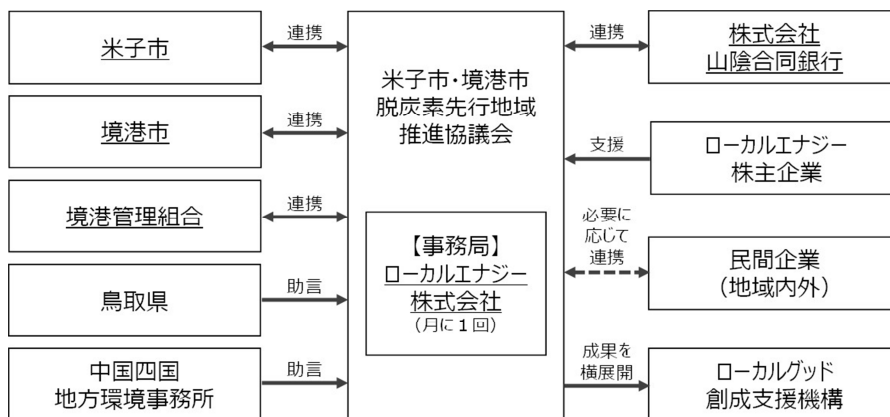 米子市
連携
境港市
連携
境港管理組合
連携
鳥取県
助言
中国四国
地方環境事務所
助言
米子市・境港市
脱炭素先行地域
推進協議会
【事務局】
ローカルエナジー
株式会社
(月に1回)
連携
株式会社
山陰合同銀行
支援
ローカルエナジー
株主企業
必要に
応じて
連携
民間企業
(地域内外)
成果を
横展開
ローカルグッド
創成支援機構